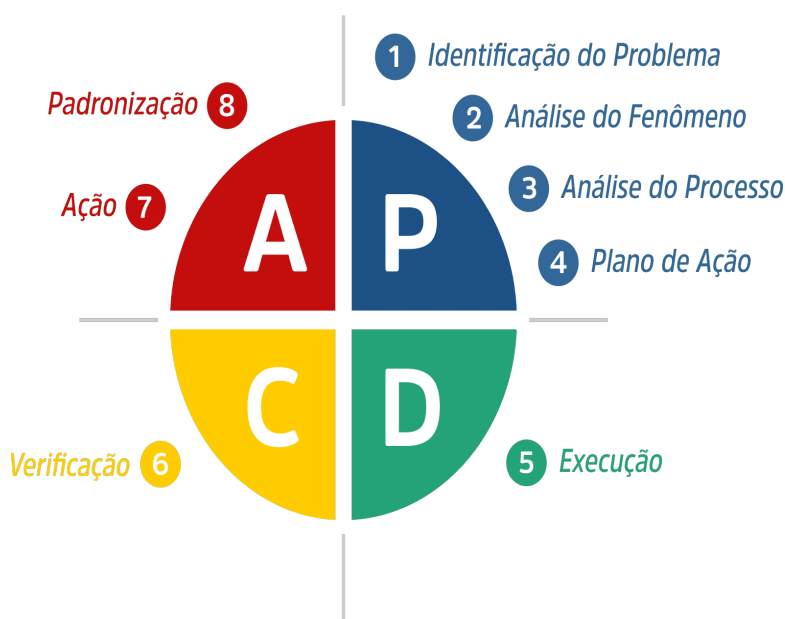 1 Identificação do Problema
2 Análise do Fenômeno
3 Análise do Processo
4 Plano de Ação
Padronização 8
Ação 7
A P
C D
Verificação 6
5 Execução